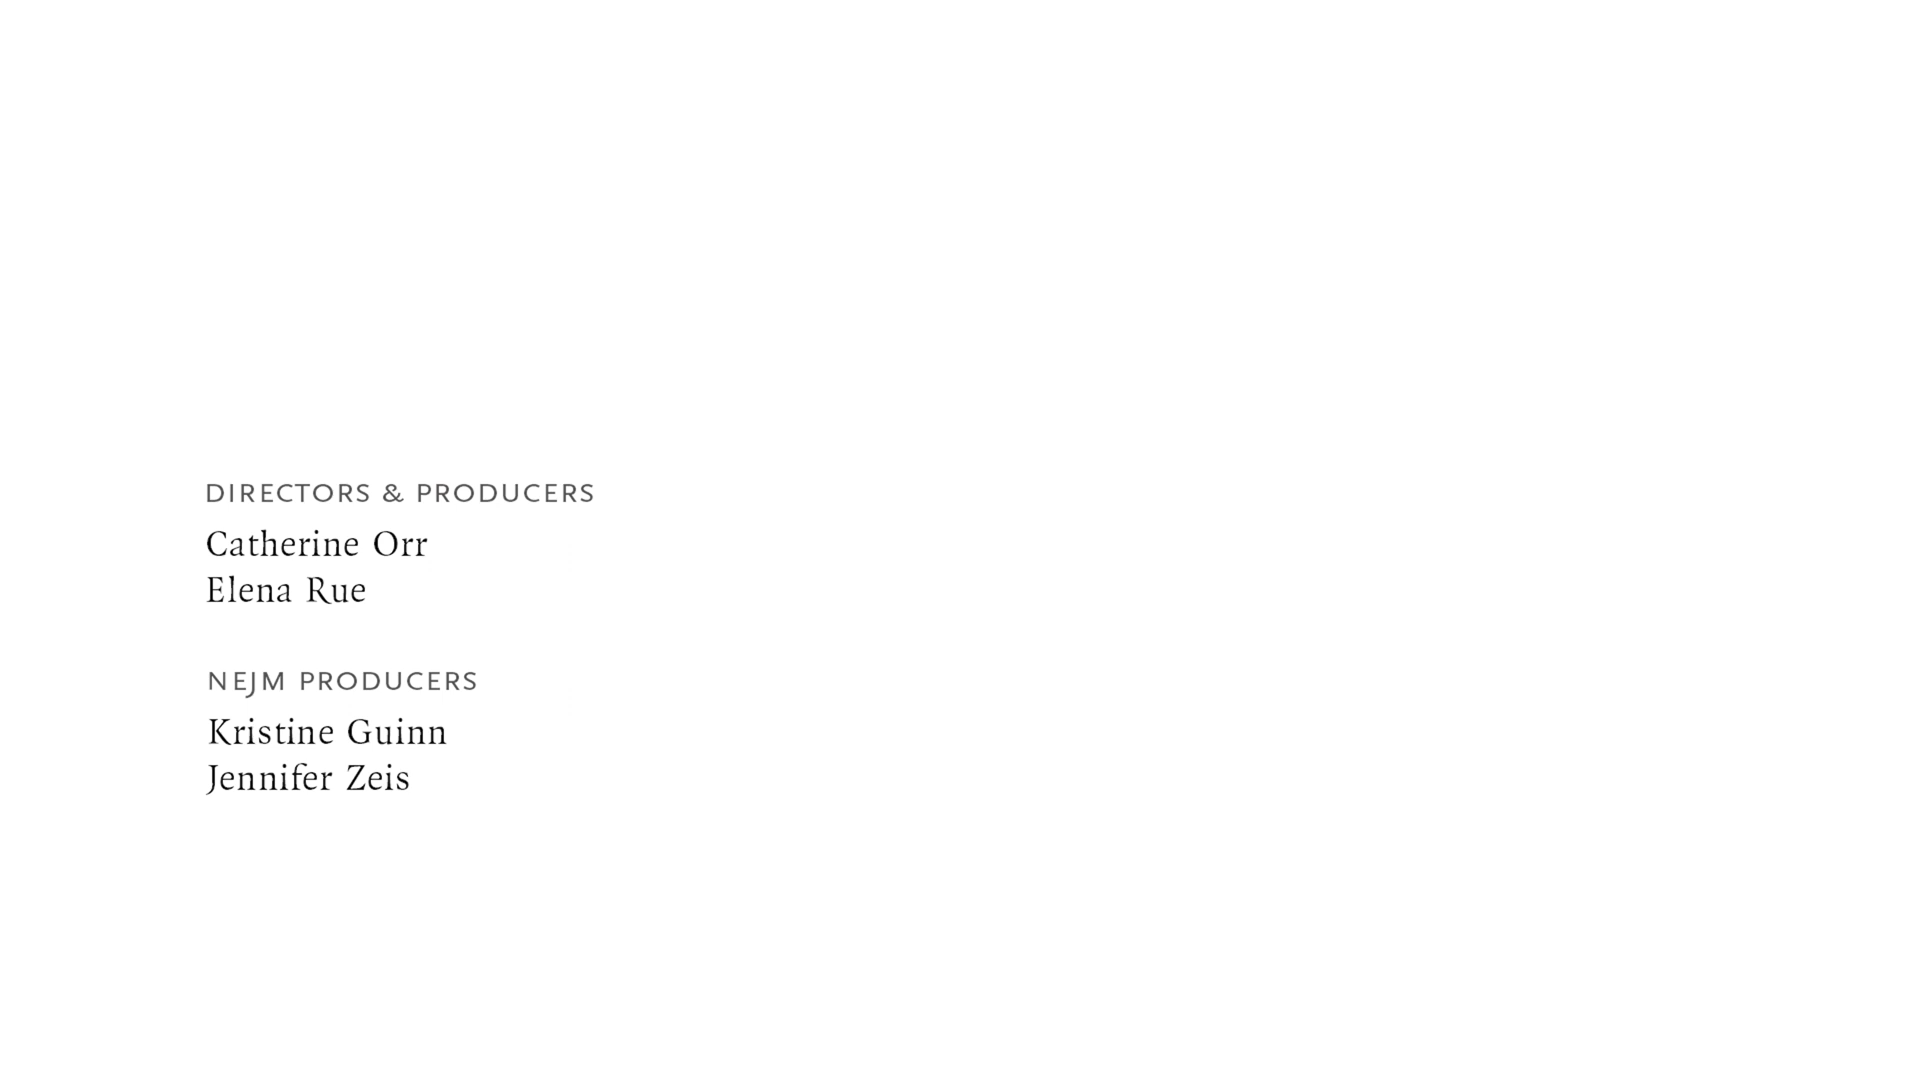 DIRECTORS & PRODUCERS
Catherine Orr
Elena Rue
NEJM PRODUCERS
Kristine Guinn
Jennifer Zeis